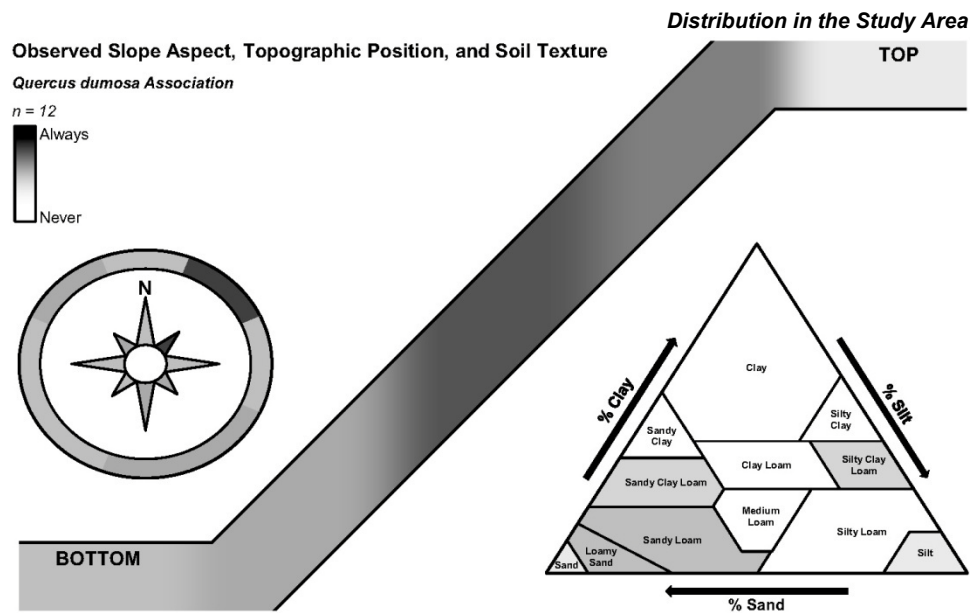 Distribution in the Study Area
Observed Slope Aspect, Topographic Position, and Soil Texture
Quercus dumosa Association
n = 12
Always
Never
TOP
N
BOTTOM
% Clay
% Silt
% Sand
Clay
Silty
Clay
Sandy
Clay
Clay Loam
Silty Clay
Loam
Sandy Clay Loam
Medium
Loam
Sandy Loam
Silty Loam
Loamy
Sand
Sand
Silt